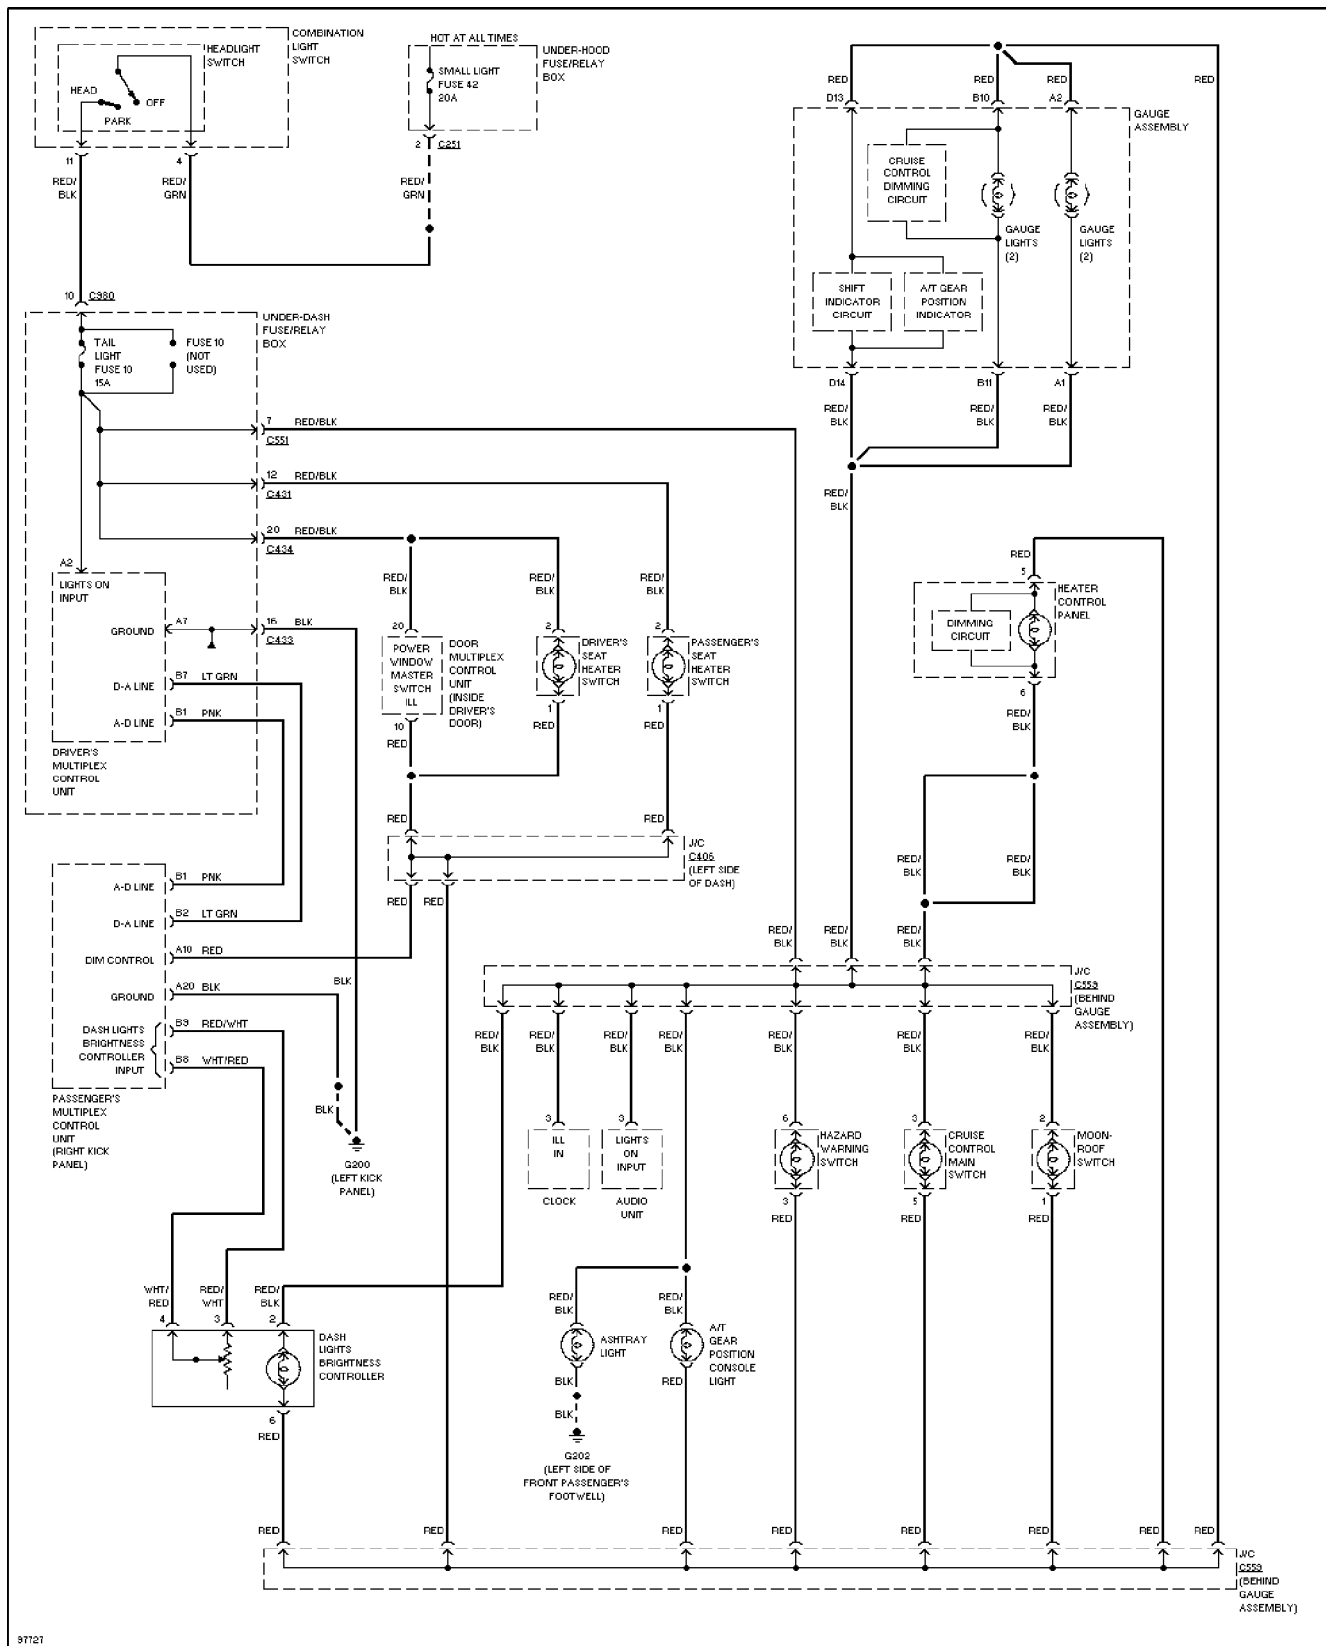 COMBINATION
LIGHT
SWITCH
HEADLIGHT
SWITCH
HEAD
OFF
PARK
11
4
RED/
BLK
RED/
GRN
HOT AT ALL TIMES
UNDER-HOOD
FUSE/RELAY
BOX
SMALL LIGHT
FUSE 42
20A
2
C251
RED/
GRN
RED
RED
RED
RED
D13
B10
A2
GAUGE
ASSEMBLY
CRUISE
CONTROL
DIMMING
CIRCUIT
GAUGE
LIGHTS
(2)
GAUGE
LIGHTS
(2)
SHIFT
INDICATOR
CIRCUIT
A/T GEAR
POSITION
INDICATOR
D14
B11
A1
RED/
BLK
RED/
BLK
RED/
BLK
RED/
BLK
10
C980
UNDER-DASH
FUSE/RELAY
BOX
TAIL
LIGHT
FUSE 10
15A
FUSE 10
(NOT
USED)
7
RED/BLK
C551
12
RED/BLK
C431
20
RED/BLK
C434
A2
LIGHTS ON
INPUT
GROUND
A7
16
BLK
C433
D-A LINE
B7
LT GRN
A-D LINE
B1
PNK
DRIVER'S
MULTIPLEX
CONTROL
UNIT
RED/
BLK
RED/
BLK
RED/
BLK
20
POWER
WINDOW
MASTER
SWITCH
ILL
10
RED
DOOR
MULTIPLEX
CONTROL
UNIT
(INSIDE
DRIVER'S
DOOR)
2
DRIVER'S
SEAT
HEATER
SWITCH
1
RED
2
PASSENGER'S
SEAT
HEATER
SWITCH
1
RED
RED
5
HEATER
CONTROL
PANEL
DIMMING
CIRCUIT
6
RED/
BLK
RED/
BLK
RED/
BLK
RED
RED
J/C
C406
(LEFT SIDE
OF DASH)
RED
RED
A-D LINE
B1
PNK
D-A LINE
B2
LT GRN
DIM CONTROL
A10
RED
GROUND
A20
BLK
DASH LIGHTS
BRIGHTNESS
CONTROLLER
INPUT
B9
RED/WHT
B8
WHT/RED
PASSENGER'S
MULTIPLEX
CONTROL
UNIT
(RIGHT KICK
PANEL)
BLK
BLK
G200
(LEFT KICK
PANEL)
RED/
BLK
RED/
BLK
RED/
BLK
J/C
C559
(BEHIND
GAUGE
ASSEMBLY)
RED/
BLK
RED/
BLK
RED/
BLK
RED/
BLK
RED/
BLK
RED/
BLK
RED/
BLK
3
ILL
IN
CLOCK
3
LIGHTS
ON
INPUT
AUDIO
UNIT
6
HAZARD
WARNING
SWITCH
3
RED
3
CRUISE
CONTROL
MAIN
SWITCH
5
RED
2
MOON-
ROOF
SWITCH
1
RED
WHT/
RED
RED/
WHT
RED/
BLK
4
3
2
DASH
LIGHTS
BRIGHTNESS
CONTROLLER
6
RED
RED/
BLK
RED/
BLK
ASHTRAY
LIGHT
A/T
GEAR
POSITION
CONSOLE
LIGHT
BLK
RED
BLK
G202
(LEFT SIDE OF
FRONT PASSENGER'S
FOOTWELL)
RED
RED
RED
RED
RED
RED
RED
RED
J/C
C559
(BEHIND
GAUGE
ASSEMBLY)
97727